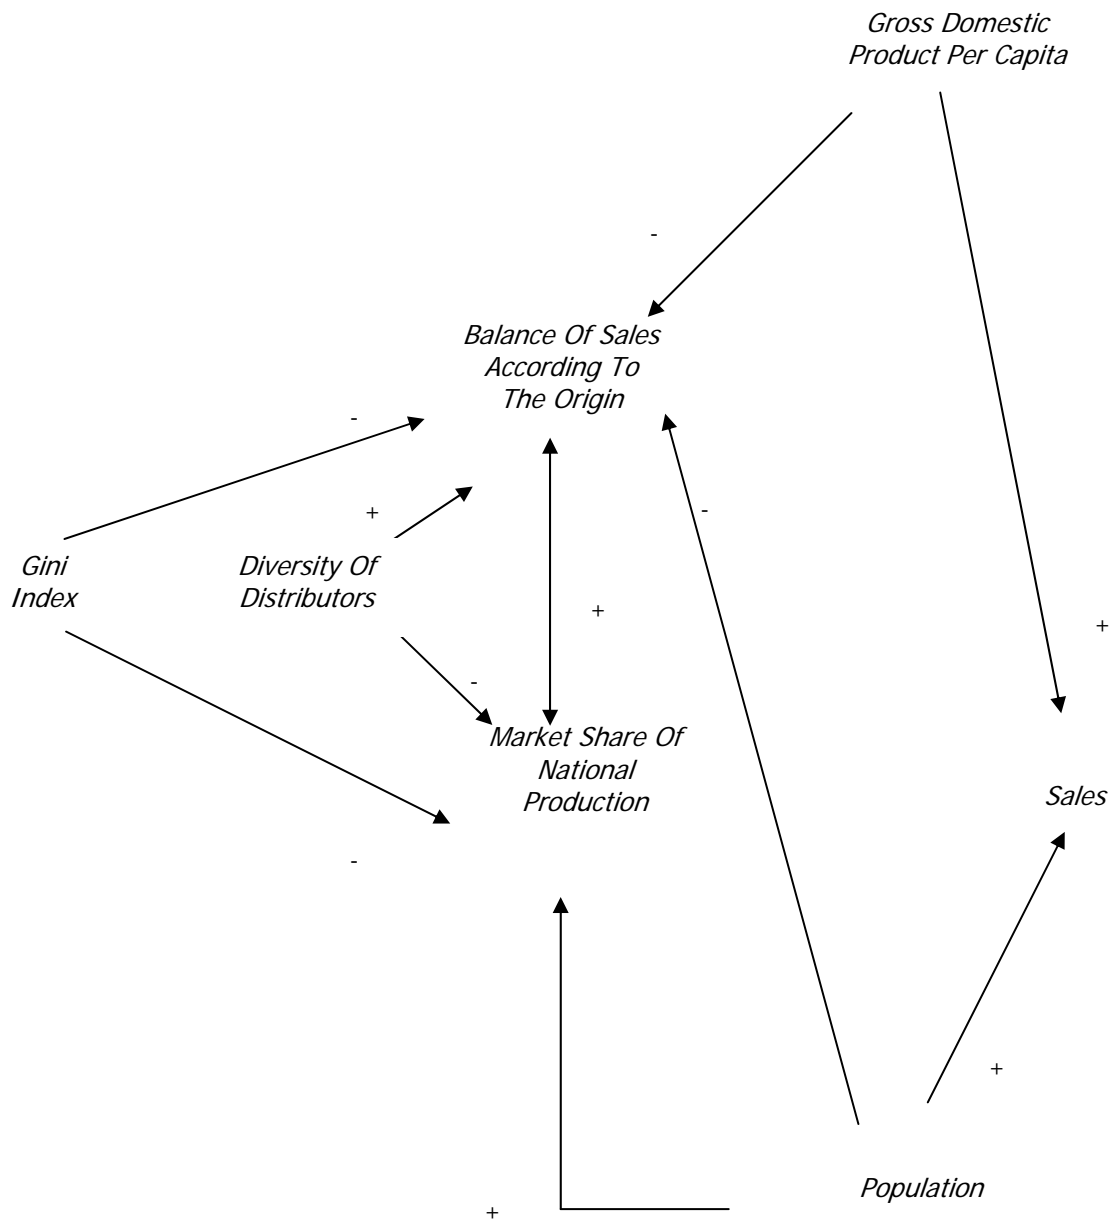 Gross Domestic
Product Per Capita
-
Balance Of Sales
According To
The Origin
-
+
-
Gini
Index
Diversity Of
Distributors
+
+
-
Market Share Of
National
Production
Sales
-
+
Population
+